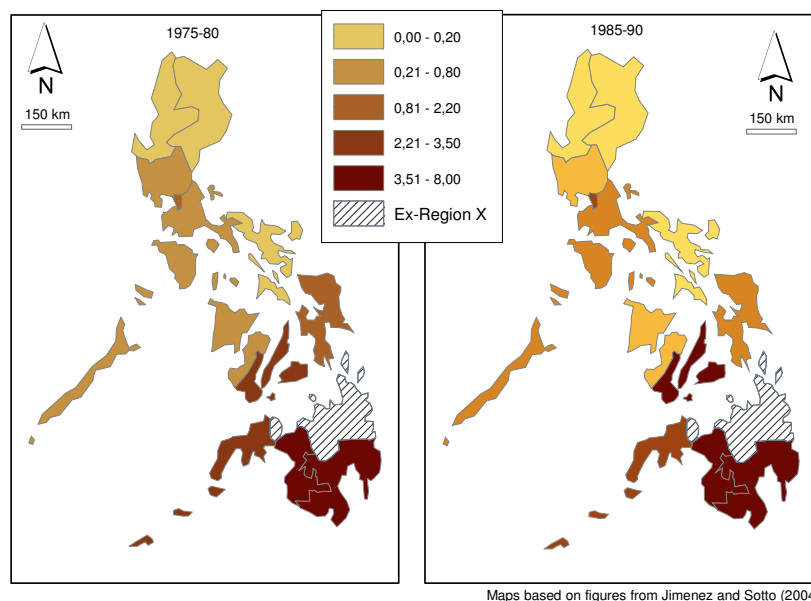 1975-80
N
150 km
0,00 - 0,20
0,21 - 0,80
0,81 - 2,20
2,21 - 3,50
3,51 - 8,00
Ex-Region X
1985-90
N
150 km
Maps based on figures from Jimenez and Sotto (2004